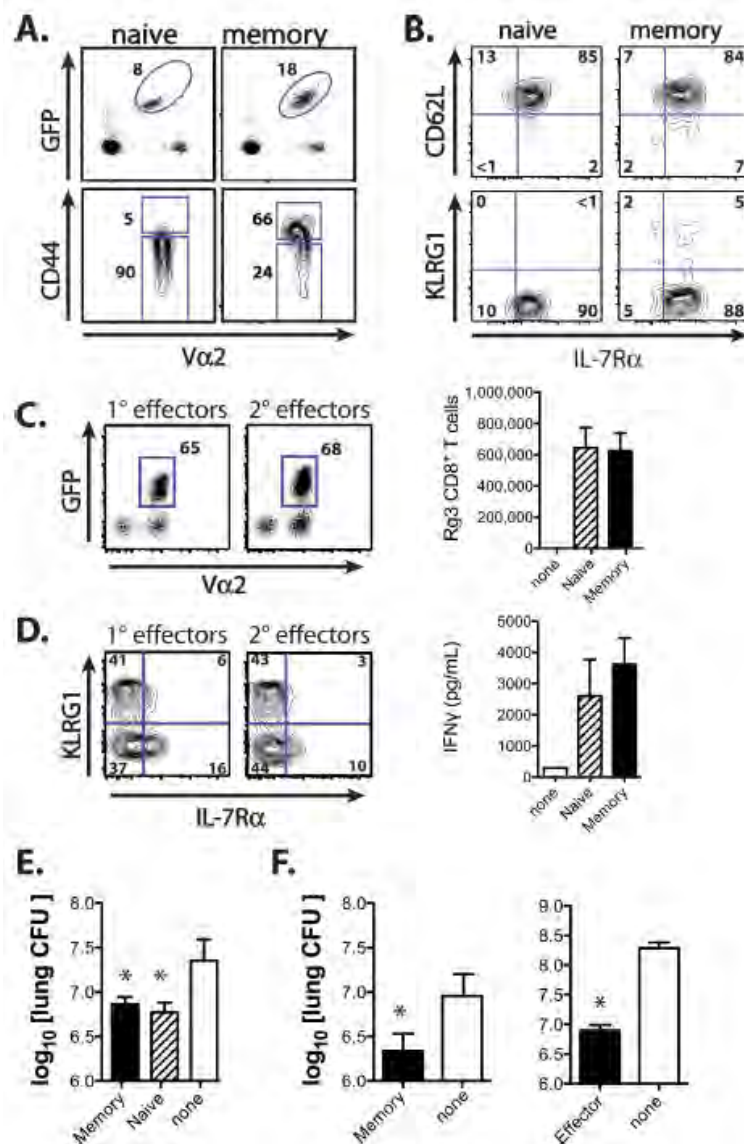 A.
naive
memory
GFP
8
18
CD44
5
90
66
24
Vα2
B.
naive
memory
CD62L
13
85
<1
2
7
84
2
7
KLRG1
0
<1
10
90
2
5
5
88
IL-7Rα
C.
1° effectors
2° effectors
GFP
65
68
Vα2
Rg3 CD8+ T cells
1,000,000
800,000
600,000
400,000
200,000
0
none
Naive
Memory
D.
1° effectors
2° effectors
KLRG1
41
6
37
16
43
3
44
10
IL-7Rα
IFNγ (pg/mL)
5000
4000
3000
2000
1000
0
none
Naive
Memory
E.
log10 [lung CFU ]
8.0
7.5
7.0
6.5
6.0
*
*
Memory
Naive
none
F.
log10 [lung CFU ]
8.0
7.5
7.0
6.5
6.0
*
Memory
none
9.0
8.5
8.0
7.5
7.0
6.5
6.0
*
Effector
none